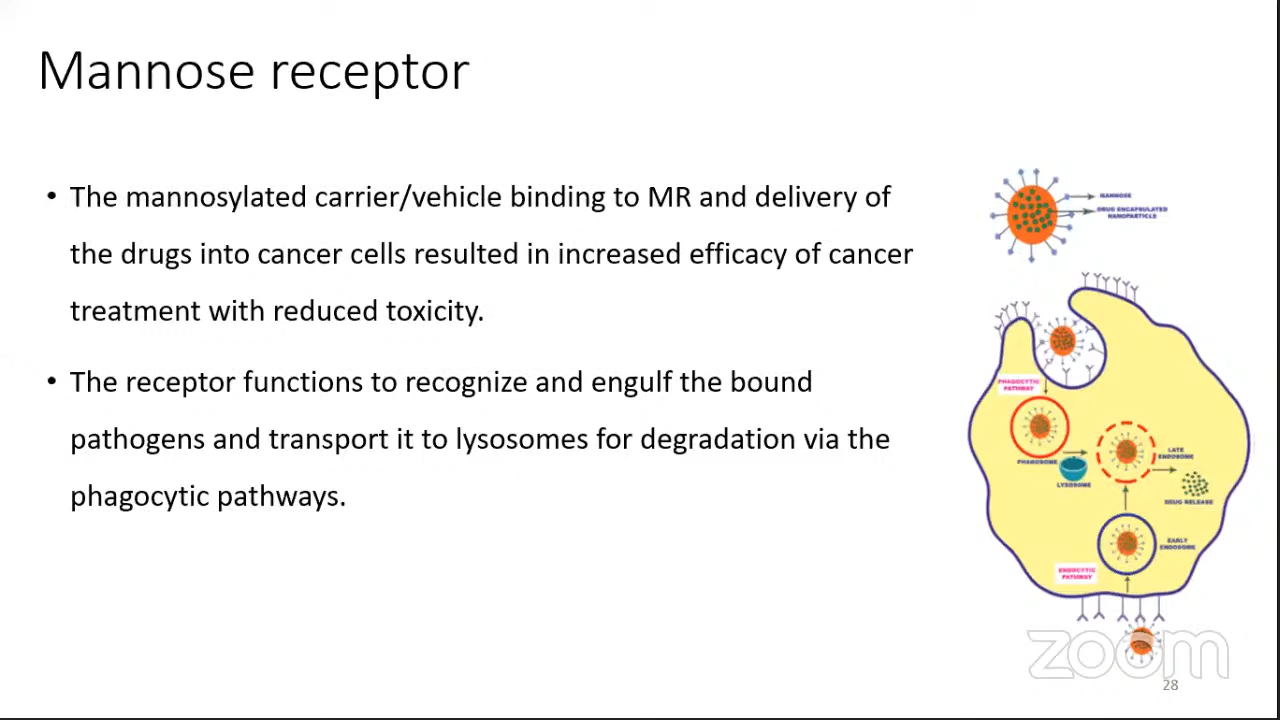 Mannose receptor
• The mannosylated carrier/vehicle binding to MR and delivery of
the drugs into cancer cells resulted in increased efficacy of cancer
treatment with reduced toxicity.
• The receptor functions to recognize and engulf the bound
pathogens and transport it to lysosomes for degradation via the
phagocytic pathways.
MANNOSE
DRUG ENCAPSULATED
NANOPARTICLE
PHAGOCYTIC
PATHWAY
PHAGOSOME
LYSOSOME
LATE
ENDOSOME
DRUG RELEASE
EARLY
ENDOSOME
ENDOCYTIC
PATHWAY
zoom
28